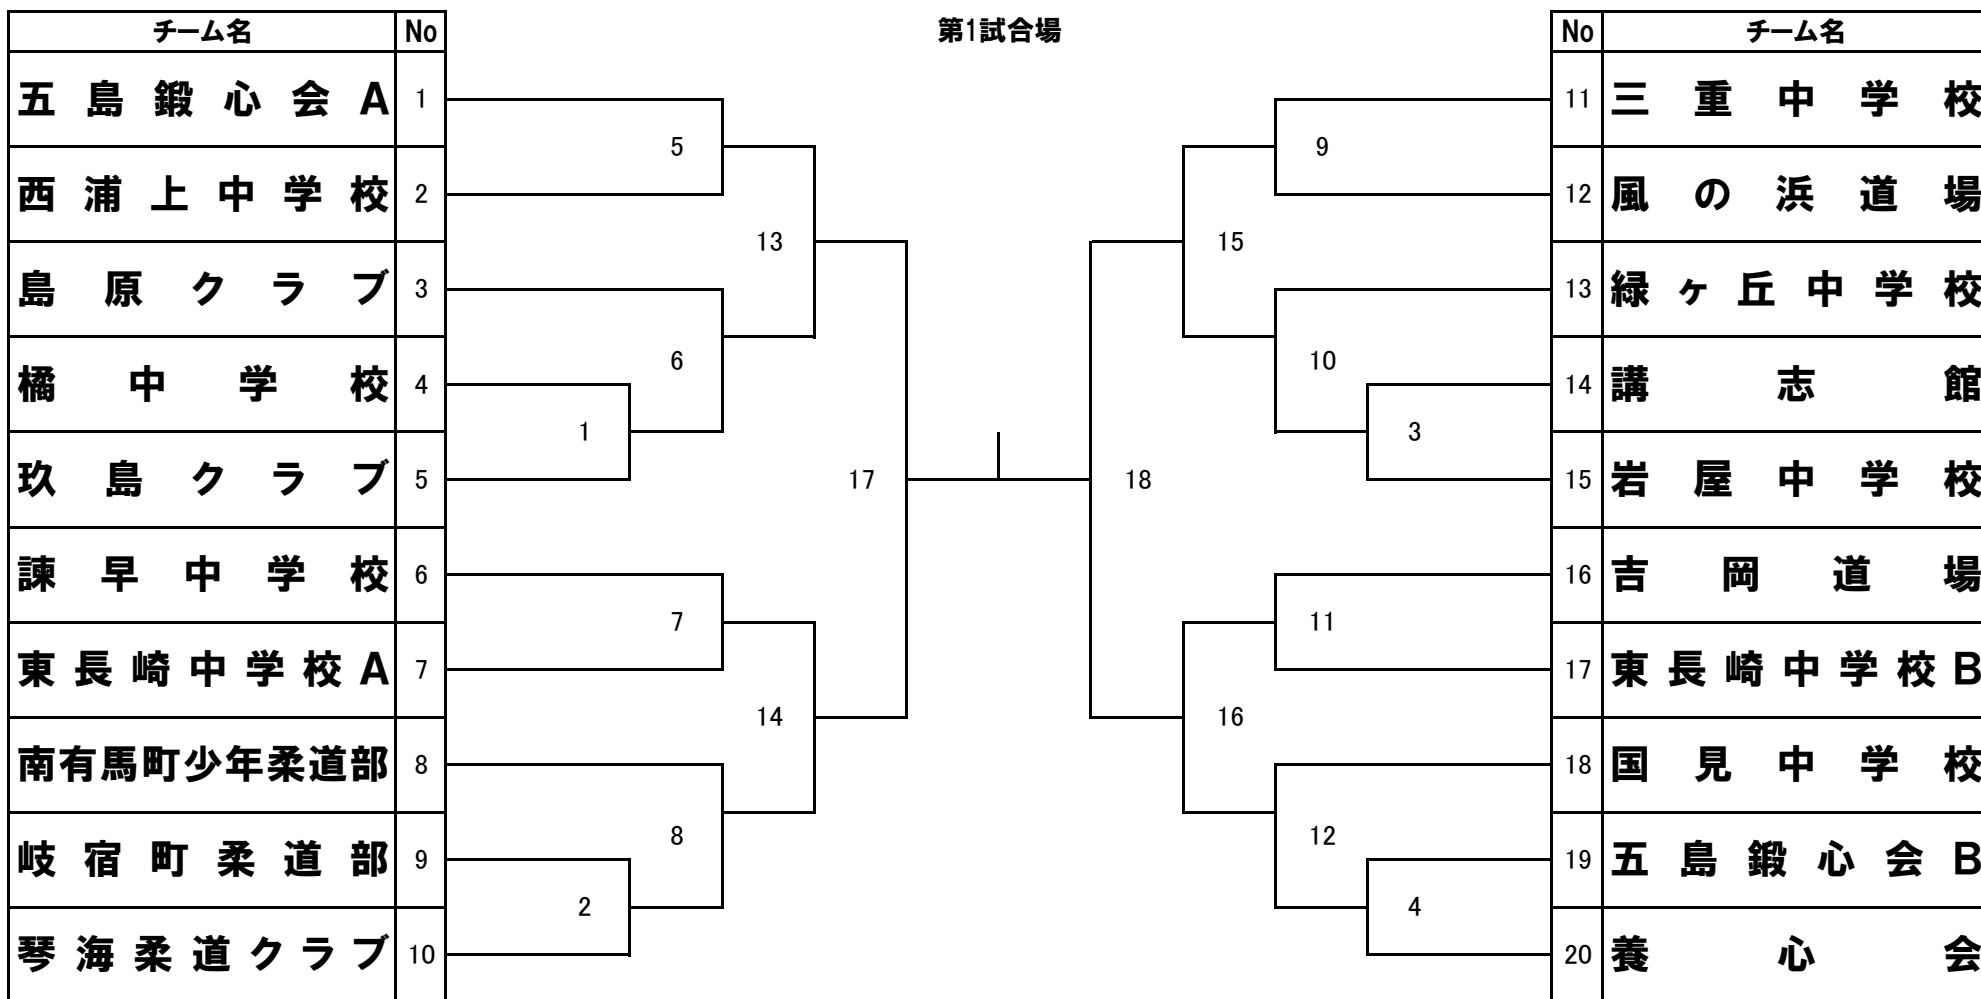 チーム名 No 第1試合場 No チーム名
五島鍛心会A 1 11 三重中学校
5 9
西浦上中学校 2 12 風の浜道場
13 15
島原クラブ 3 13 緑ヶ丘中学校
6 10
橘中学校 4 14 講志館
1 3
玖島クラブ 5 17 18 15 岩屋中学校
諫早中学校 6 16 吉岡道場
7 11
東長崎中学校A 7 17 東長崎中学校B
14 16
南有馬町少年柔道部 8 18 国見中学校
8 12
岐宿町柔道部 9 19 五島鍛心会B
2 4
琴海柔道クラブ 10 20 養心会